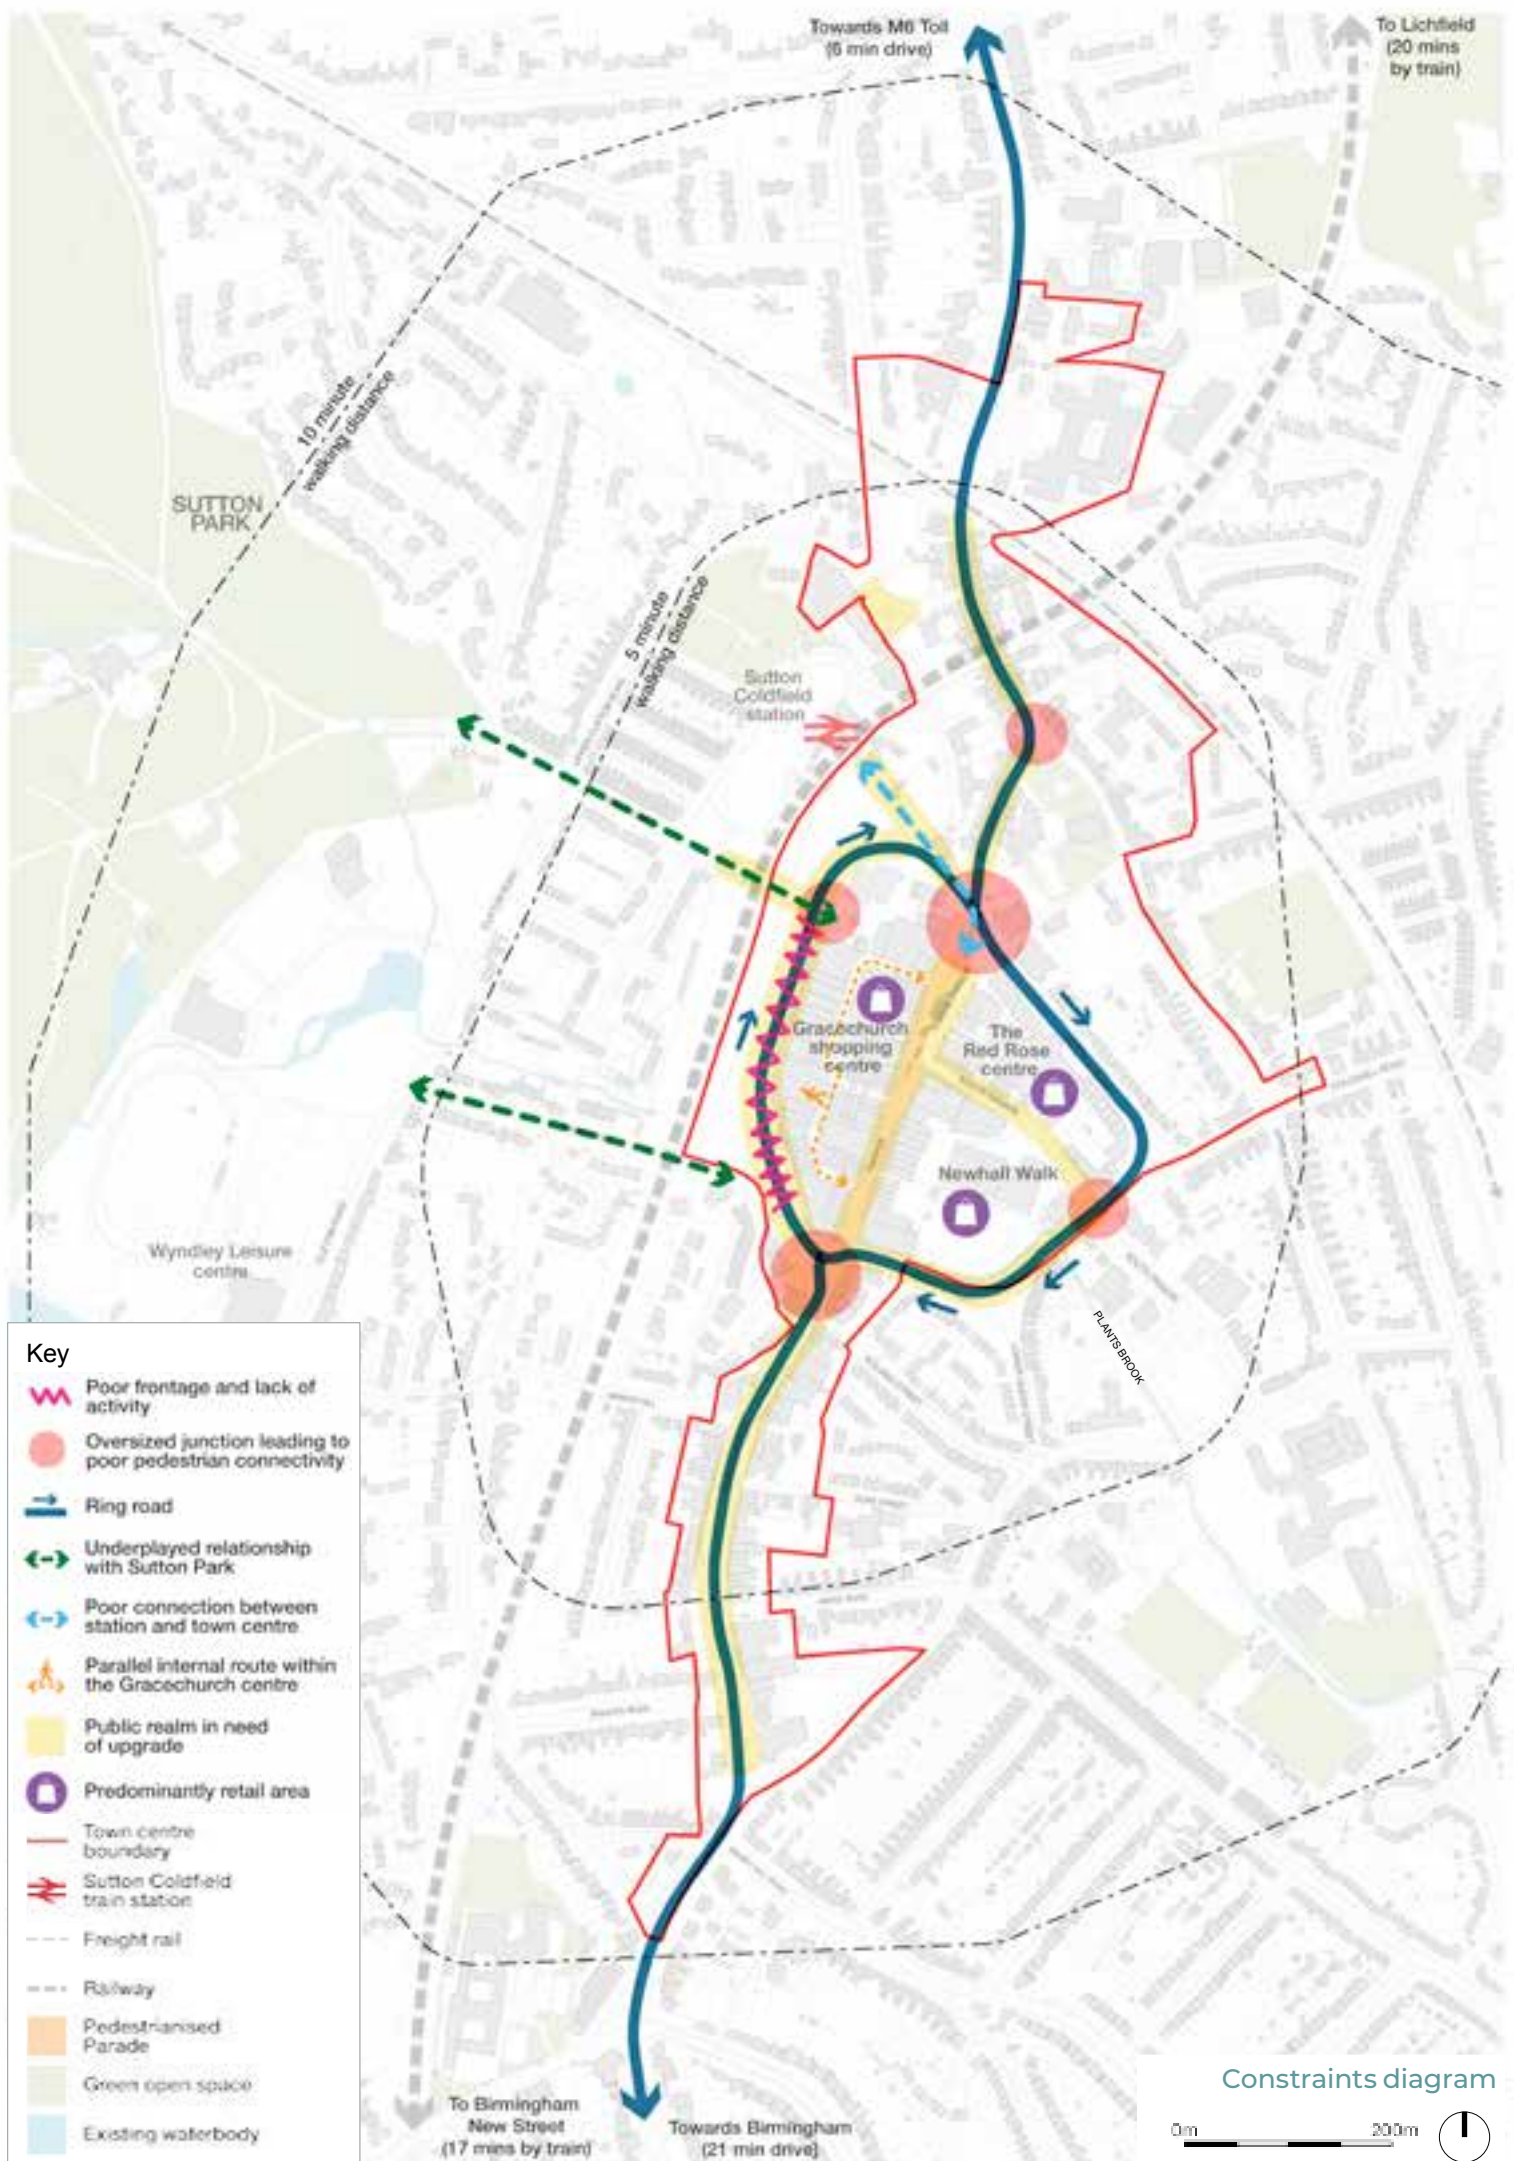 Towards M6 Toll
(6 min drive)
To Lichfield
(20 mins
by train)
10 minute
walking distance
SUTTON
PARK
5 minute
walking distance
Sutton
Coldfield
station
Gracechurch
shopping
centre
The
Red Rose
centre
Newhall Walk
Wyndley Leisure
centre
PLANTS BROOK
Key
Poor frontage and lack of
activity
Oversized junction leading to
poor pedestrian connectivity
Ring road
Underplayed relationship
with Sutton Park
Poor connection between
station and town centre
Parallel internal route within
the Gracechurch centre
Public realm in need
of upgrade
Predominantly retail area
Town centre
boundary
Sutton Coldfield
train station
Freight rail
Railway
Pedestrianised
Parade
Green open space
Existing waterbody
To Birmingham
New Street
(17 mins by train)
Towards Birmingham
(21 min drive)
Constraints diagram
0m
200m